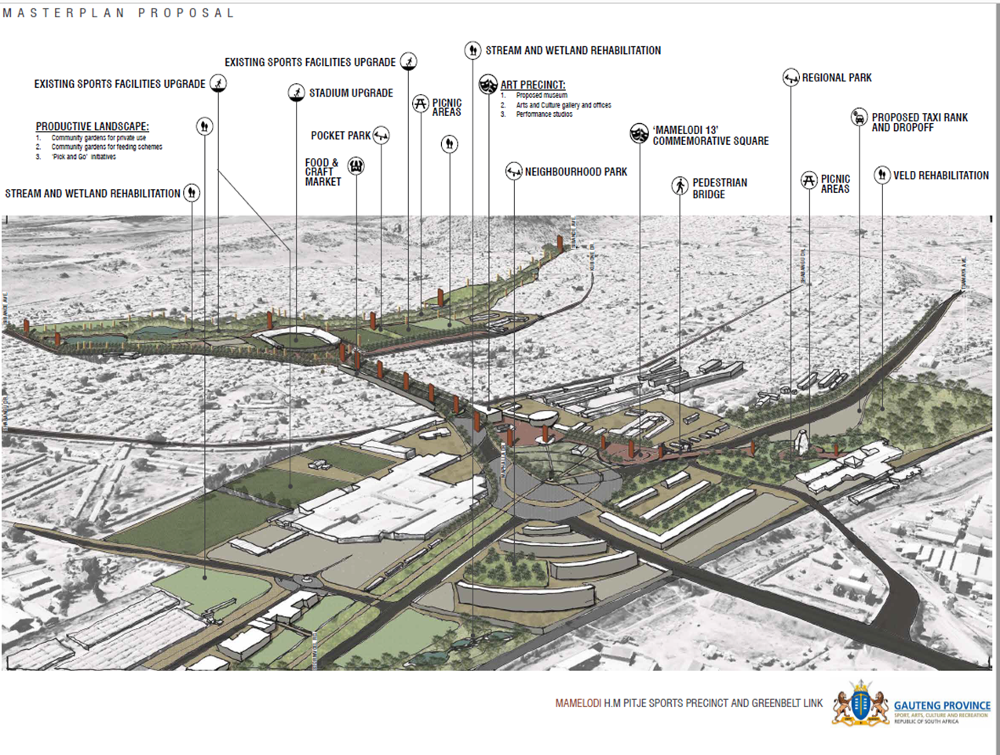 MASTERPLAN PROPOSAL
STREAM AND WETLAND REHABILITATION
EXISTING SPORTS FACILITIES UPGRADE
REGIONAL PARK
EXISTING SPORTS FACILITIES UPGRADE
ART PRECINCT:
1. Proposed museum
2. Arts and Culture gallery and offices
3. Performance studios
STADIUM UPGRADE
PICNIC
AREAS
PROPOSED TAXI RANK
AND DROPOFF
PRODUCTIVE LANDSCAPE:
1. Community gardens for private use
2. Community gardens for feeding schemes
3. 'Pick and Go' initiatives
POCKET PARK
'MAMELODI 13'
COMMEMORATIVE SQUARE
FOOD &
CRAFT
MARKET
NEIGHBOURHOOD PARK
PEDESTRIAN
BRIDGE
PICNIC
AREAS
VELD REHABILITATION
STREAM AND WETLAND REHABILITATION
MAMELODI H.M PITJE SPORTS PRECINCT AND GREENBELT LINK
GAUTENG PROVINCE
SPORT, ARTS, CULTURE AND RECREATION
REPUBLIC OF SOUTH AFRICA